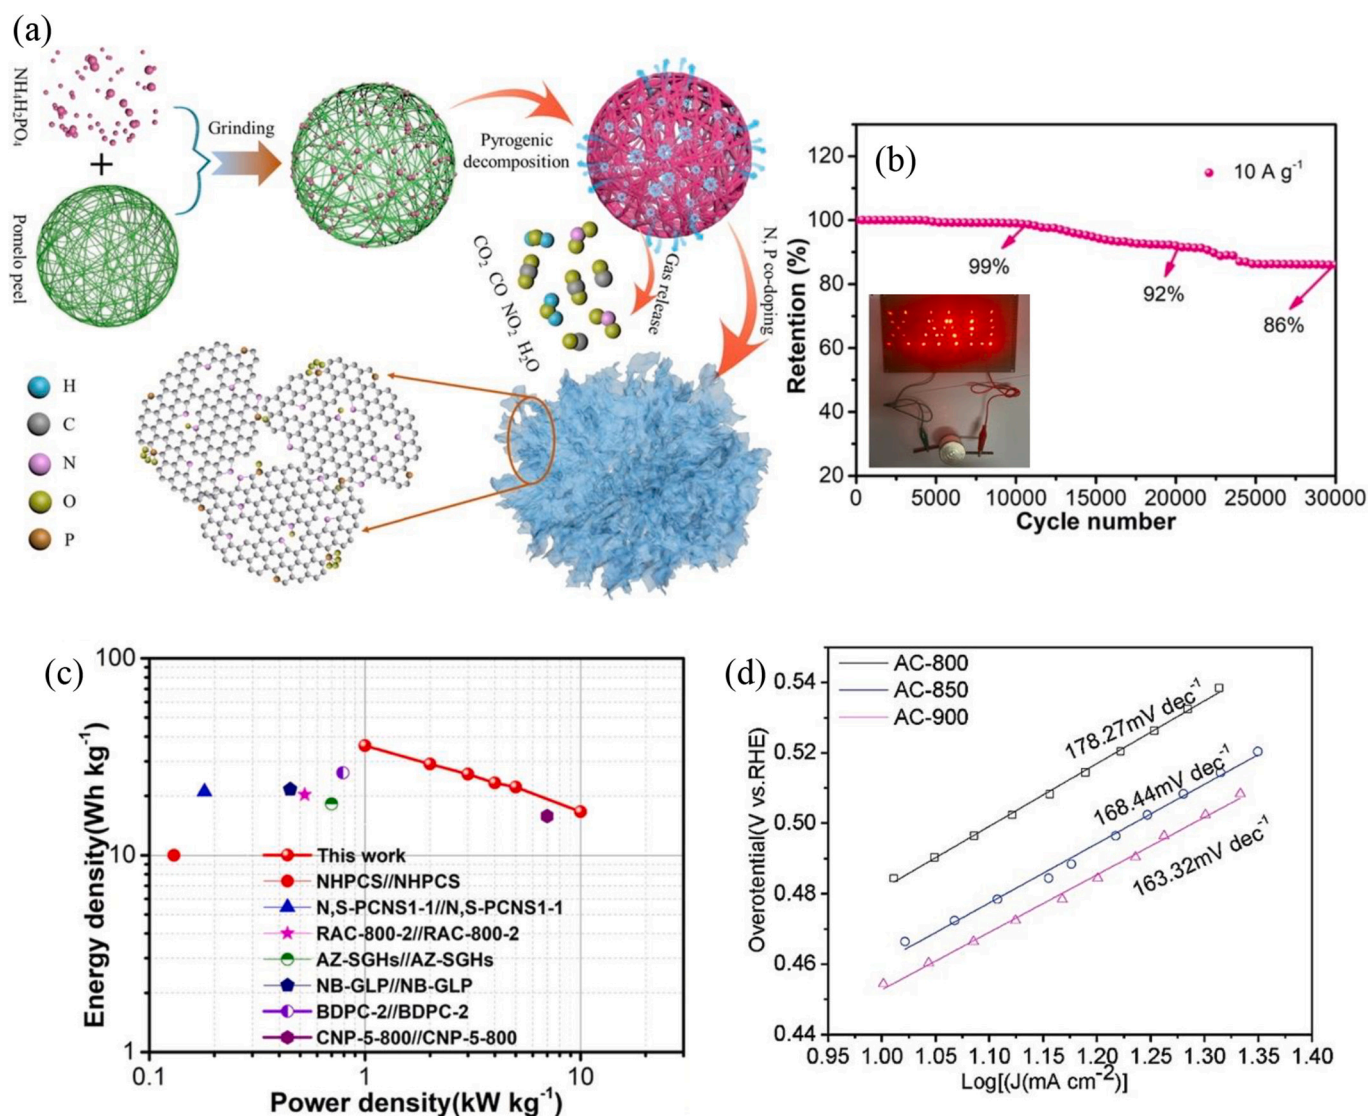 (a)
NH₄H₂PO₄
+
Pomelo peel
Grinding
Pyrogenic
decomposition
CO₂ CO NO₂ H₂O
Gas release
N, P co-doping
H
C
N
O
P
(b)
10 A g⁻¹
99%
92%
86%
Retention (%)
120
100
80
60
40
20
0 5000 10000 15000 20000 25000 30000
Cycle number
(c)
Energy density(Wh kg⁻¹)
100
10
1
This work
NHPCS//NHPCS
N,S-PCNS1-1//N,S-PCNS1-1
RAC-800-2//RAC-800-2
AZ-SGHs//AZ-SGHs
NB-GLP//NB-GLP
BDPC-2//BDPC-2
CNP-5-800//CNP-5-800
0.1 1 10
Power density(kW kg⁻¹)
(d)
AC-800
AC-850
AC-900
178.27mV dec⁻¹
168.44mV dec⁻¹
163.32mV dec⁻¹
Overotential(V vs.RHE)
0.54
0.52
0.50
0.48
0.46
0.44
0.95 1.00 1.05 1.10 1.15 1.20 1.25 1.30 1.35 1.40
Log[(J(mA cm⁻²)]